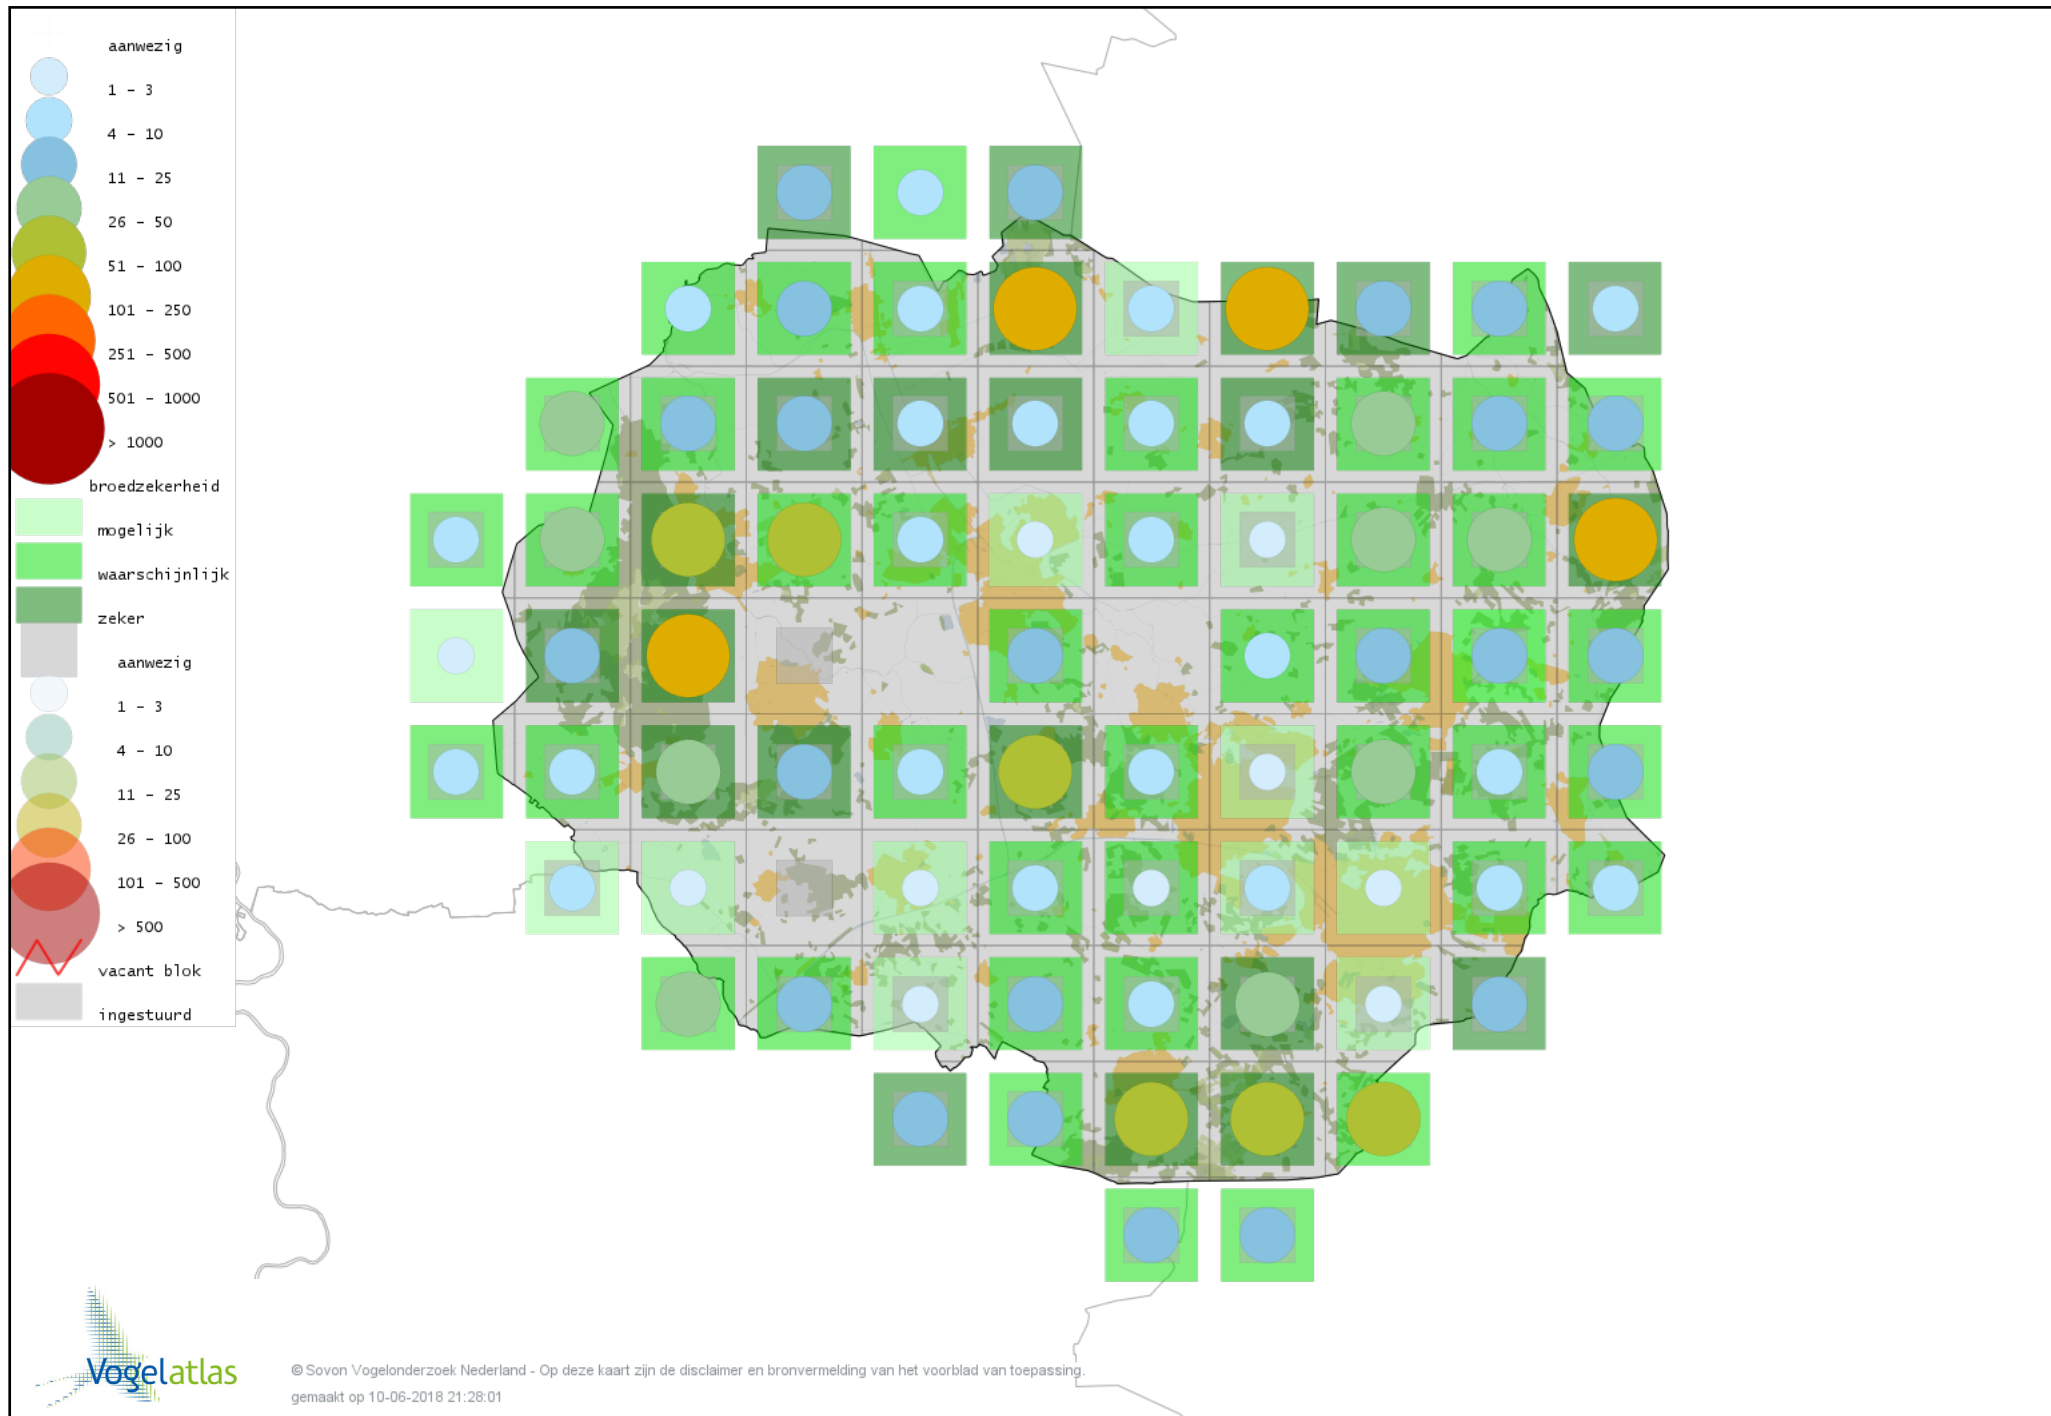 aanwezig
1 - 3
4 - 10
11 - 25
26 - 50
51 - 100
101 - 250
251 - 500
501 - 1000
> 1000
broedzekerheid
mogelijk
waarschijnlijk
zeker
aanwezig
1 - 3
4 - 10
11 - 25
26 - 100
101 - 500
> 500
vacant blok
ingestuurd
Vogelatlas
© Sovon Vogelonderzoek Nederland - Op deze kaart zijn de disclaimer en bronvermelding van het voorblad van toepassing.
gemaakt op 10-06-2018 21:28:01